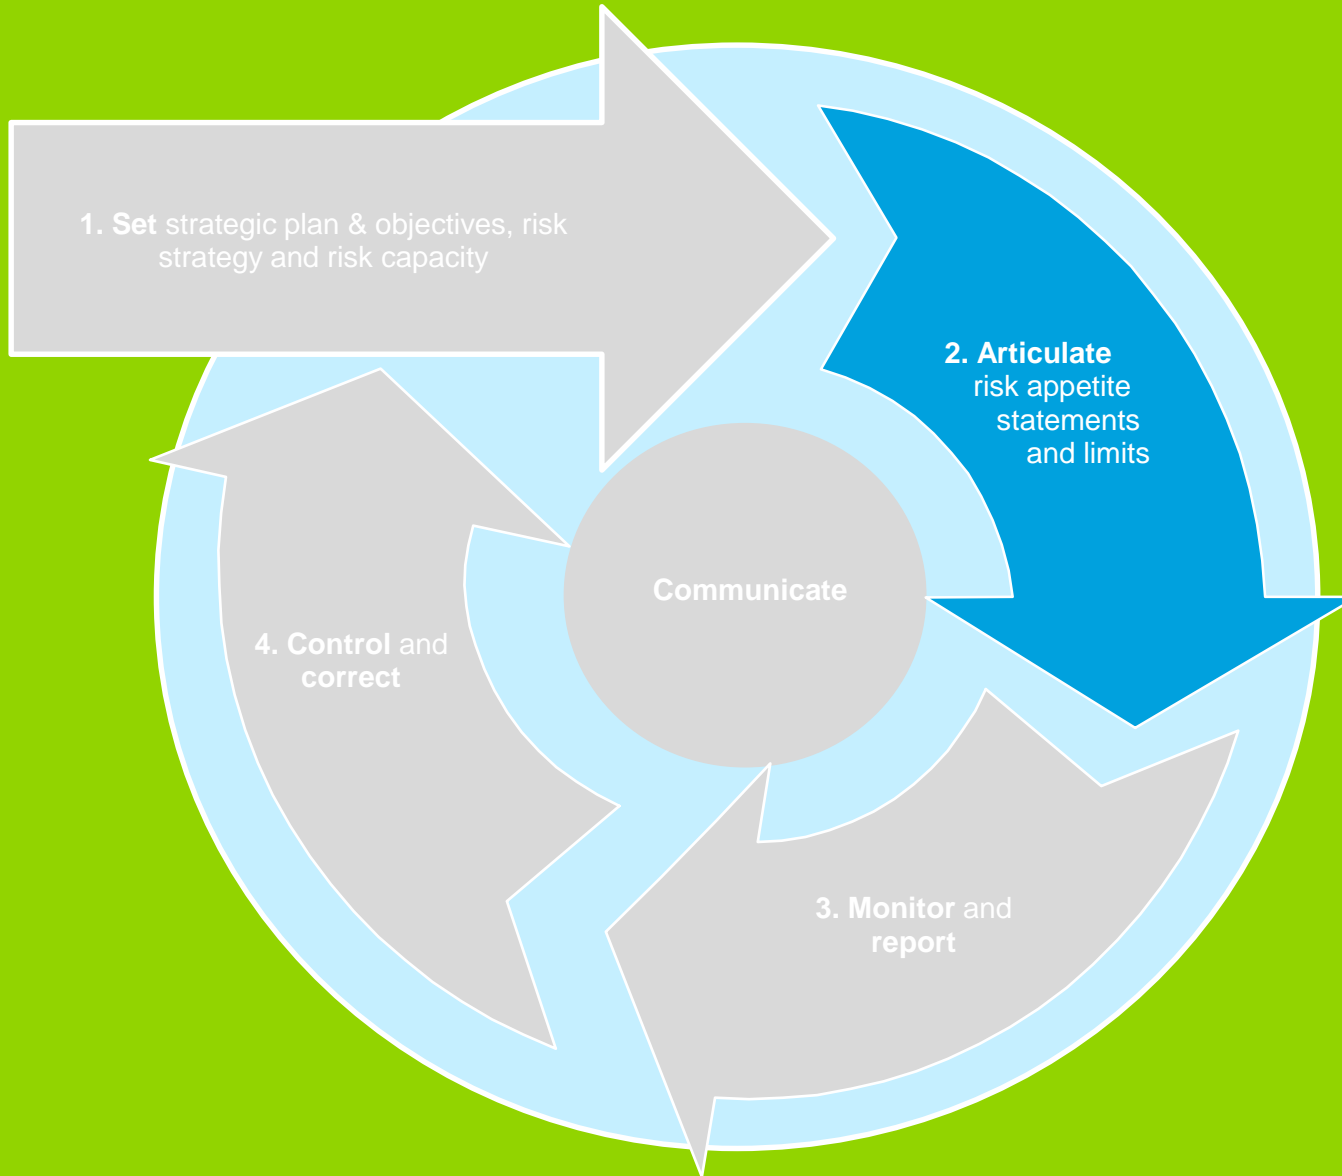 1. Set strategic plan & objectives, risk
strategy and risk capacity
2. Articulate
risk appetite
statements
and limits
Communicate
4. Control and
correct
3. Monitor and
report